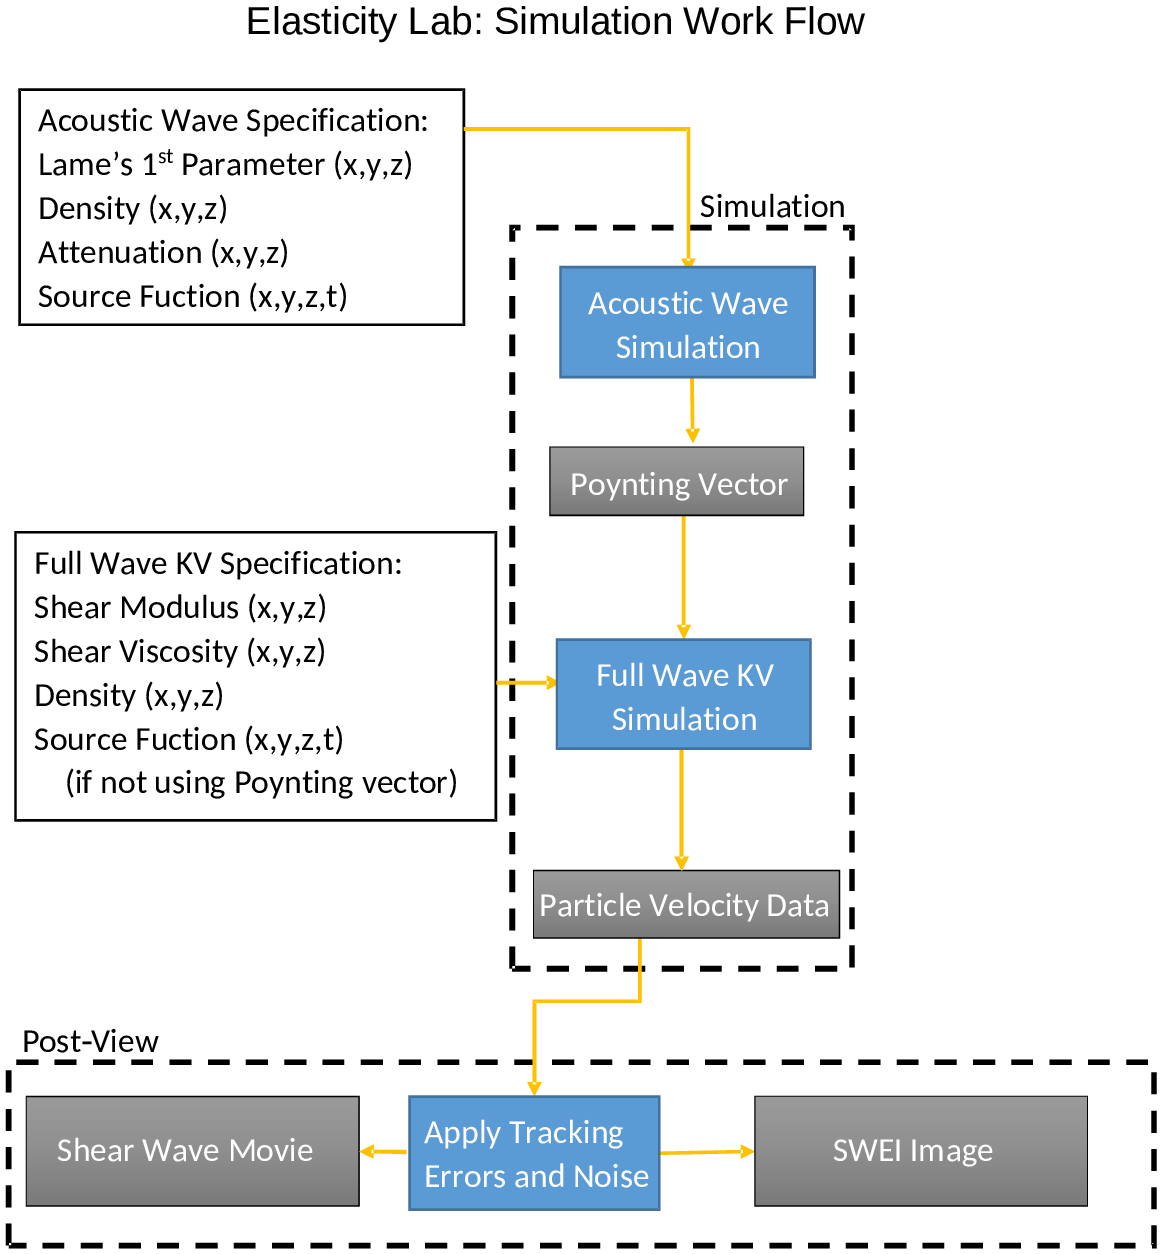 Elasticity Lab: Simulation Work Flow
Acoustic Wave Specification:
Lame’s 1st Parameter (x,y,z)
Density (x,y,z)
Attenuation (x,y,z)
Source Fuction (x,y,z,t)
Simulation
Acoustic Wave
Simulation
Poynting Vector
Full Wave KV Specification:
Shear Modulus (x,y,z)
Shear Viscosity (x,y,z)
Density (x,y,z)
Source Fuction (x,y,z,t)
(if not using Poynting vector)
Full Wave KV
Simulation
Particle Velocity Data
Post-View
Shear Wave Movie
Apply Tracking
Errors and Noise
SWEI Image